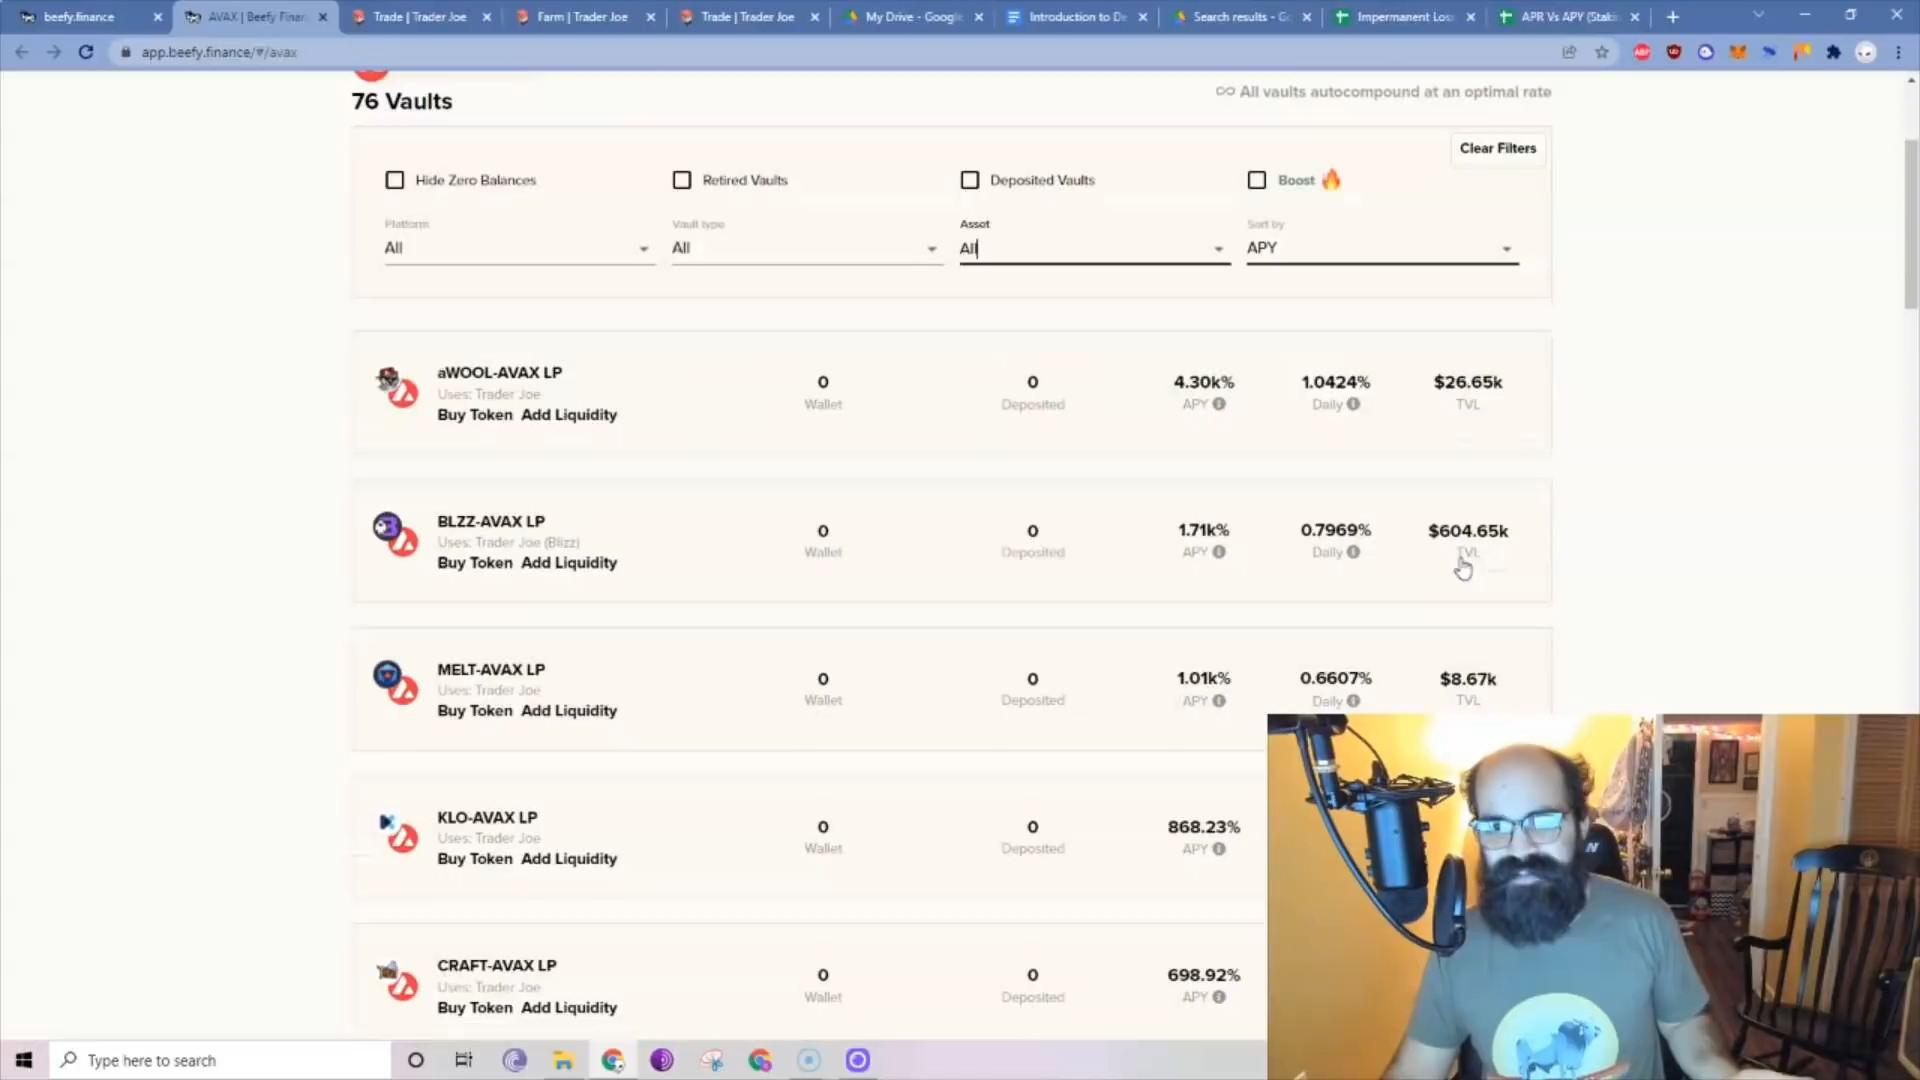 beefy.finance
AVAX | Beefy Finan
Trade | Trader Joe
Farm | Trader Joe
Trade | Trader Joe
My Drive - Google
Introduction to De
Search results - Go
Impermanent Loss
APR Vs APY (Staki
app.beefy.finance/#/avax
ABP
76 Vaults
All vaults autocompound at an optimal rate
Clear Filters
Hide Zero Balances
Retired Vaults
Deposited Vaults
Boost
Platform
Vault type
Asset
Sort by
All
All
All
APY
aWOOL-AVAX LP
Uses: Trader Joe
Buy Token Add Liquidity
0
Wallet
0
Deposited
4.30k%
APY
1.0424%
Daily
$26.65k
TVL
BLZZ-AVAX LP
Uses: Trader Joe (Blizz)
Buy Token Add Liquidity
0
Wallet
0
Deposited
1.71k%
APY
0.7969%
Daily
$604.65k
TVL
MELT-AVAX LP
Uses: Trader Joe
Buy Token Add Liquidity
0
Wallet
0
Deposited
1.01k%
APY
0.6607%
Daily
$8.67k
TVL
KLO-AVAX LP
Uses: Trader Joe
Buy Token Add Liquidity
0
Wallet
0
Deposited
868.23%
APY
CRAFT-AVAX LP
Uses: Trader Joe
Buy Token Add Liquidity
0
Wallet
0
Deposited
698.92%
APY
Type here to search